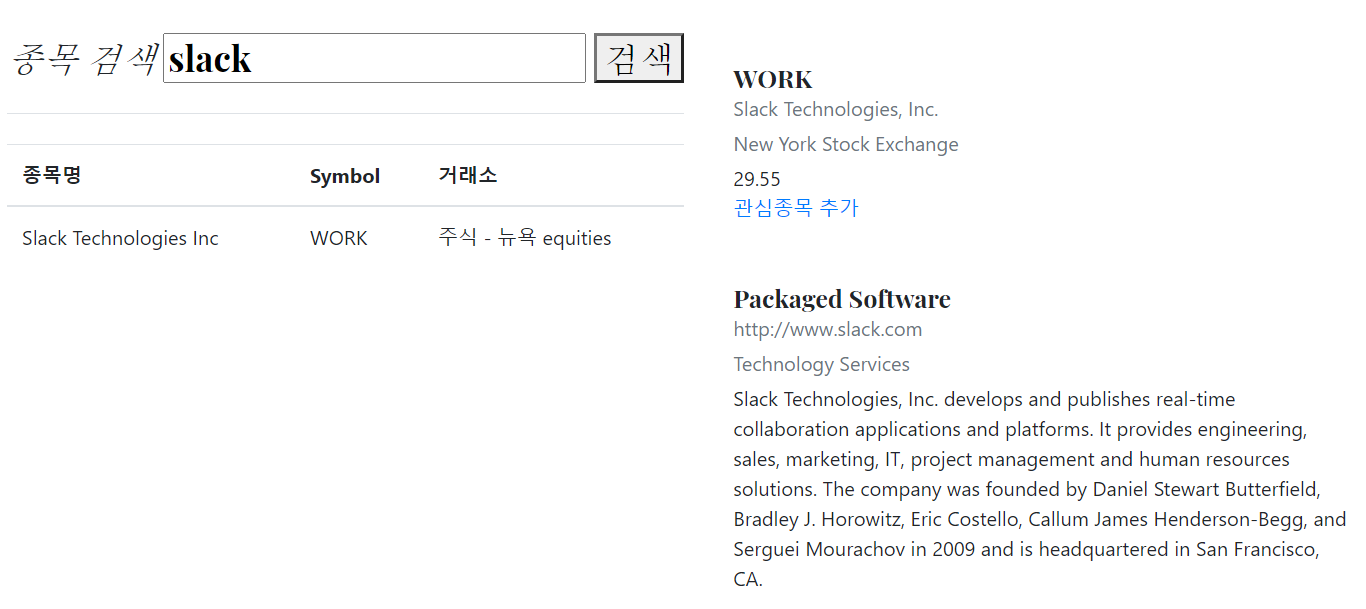 종목 검색 slack 검색
종목명 Symbol 거래소
Slack Technologies Inc WORK 주식 - 뉴욕 equities
WORK
Slack Technologies, Inc.
New York Stock Exchange
29.55
관심종목 추가
Packaged Software
http://www.slack.com
Technology Services
Slack Technologies, Inc. develops and publishes real-time
collaboration applications and platforms. It provides engineering,
sales, marketing, IT, project management and human resources
solutions. The company was founded by Daniel Stewart Butterfield,
Bradley J. Horowitz, Eric Costello, Callum James Henderson-Begg, and
Serguei Mourachov in 2009 and is headquartered in San Francisco,
CA.